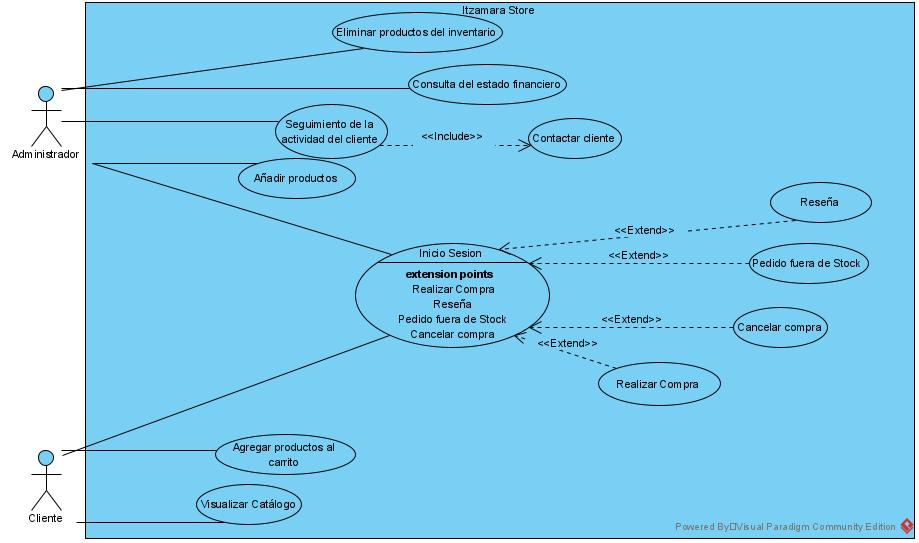 Itzamara Store
Eliminar productos del inventario
Consulta del estado financiero
Seguimiento de la
actividad del cliente
<<Include>>
Contactar cliente
Administrador
Añadir productos
Reseña
<<Extend>>
Inicio Sesion
<<Extend>>
Pedido fuera de Stock
extension points
Realizar Compra
Reseña
Pedido fuera de Stock
Cancelar compra
<<Extend>>
Cancelar compra
<<Extend>>
Realizar Compra
Agregar productos al
carrito
Visualizar Catálogo
Cliente
Powered By Visual Paradigm Community Edition